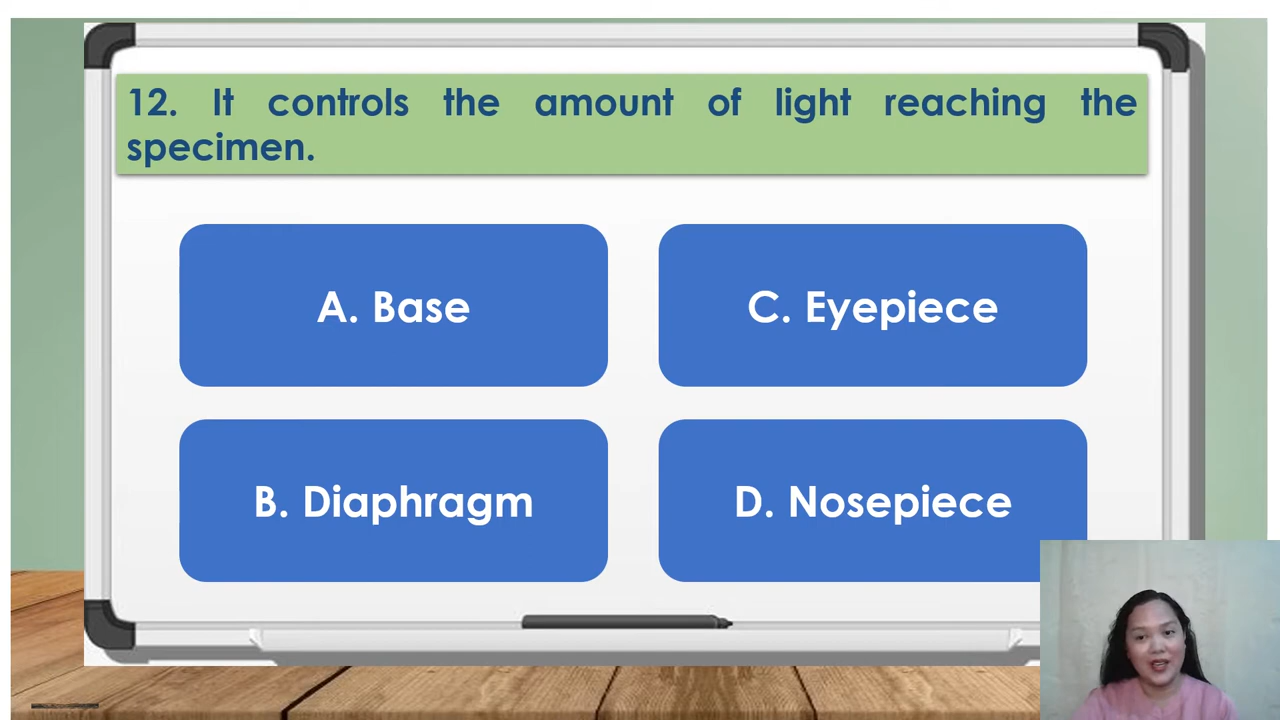 12. It controls the amount of light reaching the
specimen.
A. Base
C. Eyepiece
B. Diaphragm
D. Nosepiece